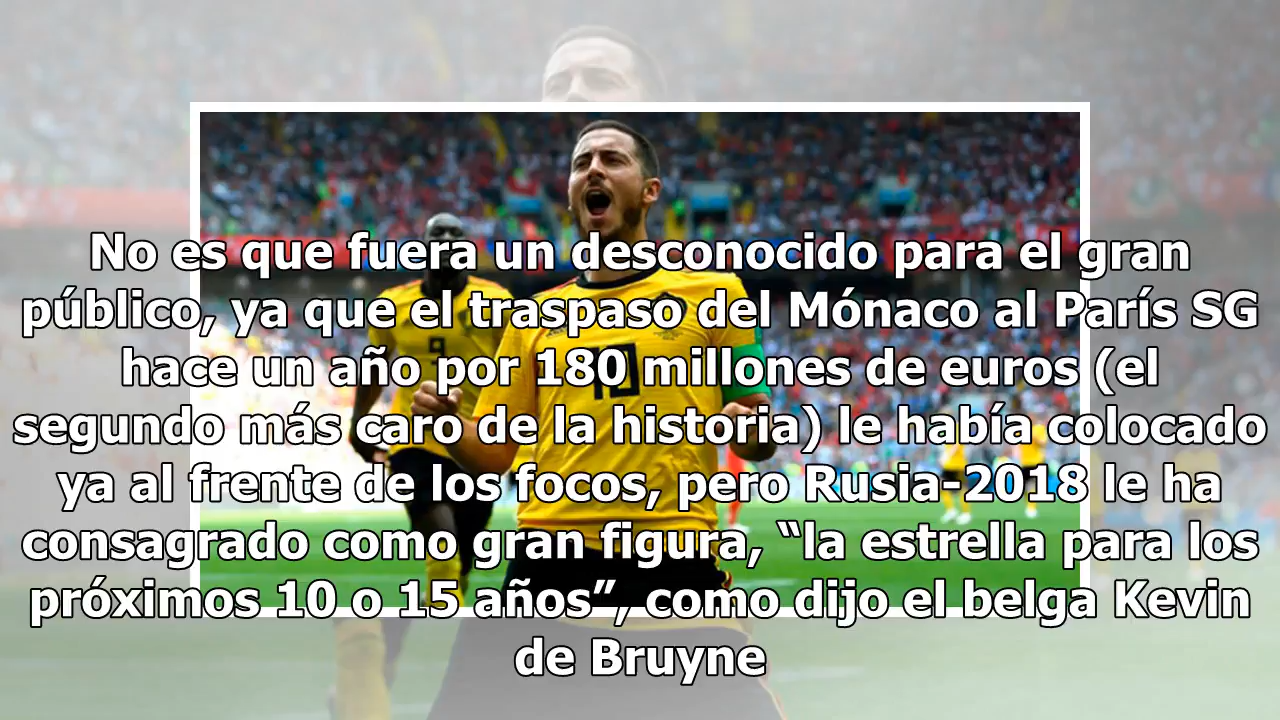 No es que fuera un desconocido para el gran
público, ya que el traspaso del Mónaco al París SG
hace un año por 180 millones de euros (el
segundo más caro de la historia) le había colocado
ya al frente de los focos, pero Rusia-2018 le ha
consagrado como gran figura, “la estrella para los
próximos 10 o 15 años”, como dijo el belga Kevin
de Bruyne
9
10